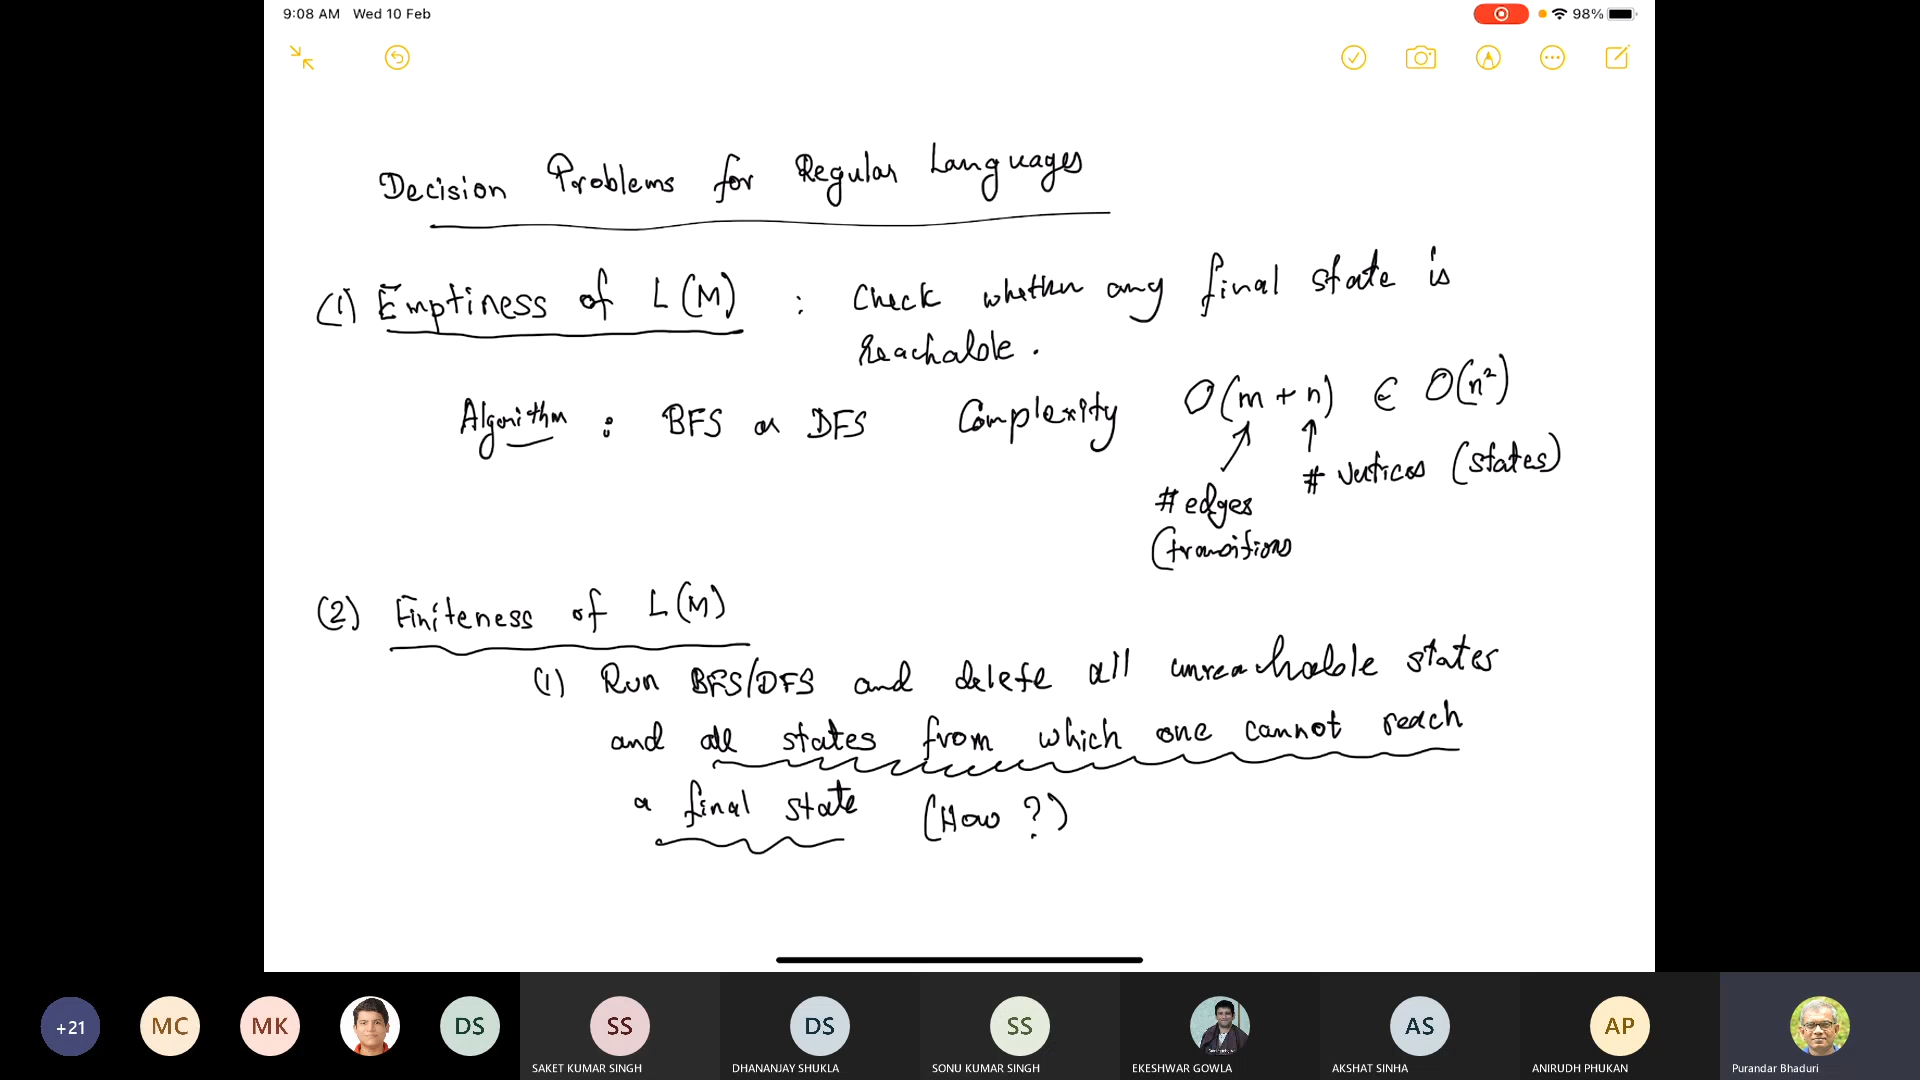 9:08 AM Wed 10 Feb
98%
Decision Problems for Regular Languages
(1) Emptiness of L(M) : Check whether any final state is
reachable.
Algorithm : BFS or DFS Complexity O(m + n) ∈ O(n²)
# vertices (states)
# edges
(transitions
(2) Finiteness of L(M)
(1) Run BFS/DFS and delete all unreachable states
and all states from which one cannot reach
a final state (How ?)
+21 MC MK DS SS DS SS AS AP
SAKET KUMAR SINGH DHANANJAY SHUKLA SONU KUMAR SINGH EKESHWAR GOWLA AKSHAT SINHA ANIRUDH PHUKAN Purandar Bhaduri